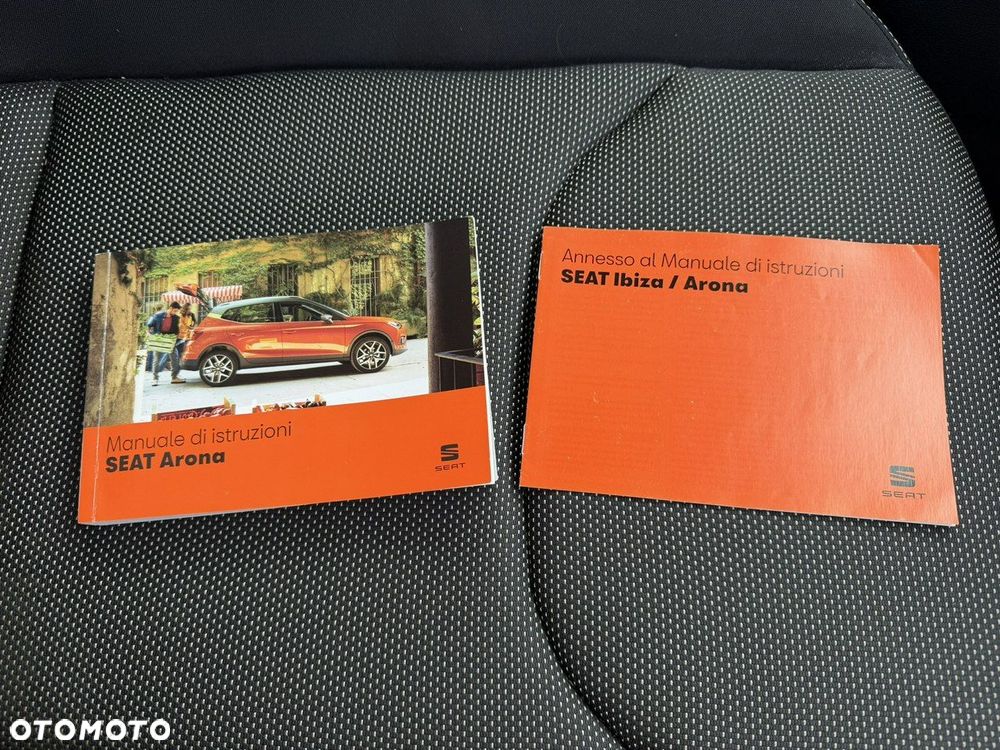 Manuale di istruzioni
SEAT Arona
SEAT
Annesso al Manuale di istruzioni
SEAT Ibiza / Arona
SEAT
OTOMOTO